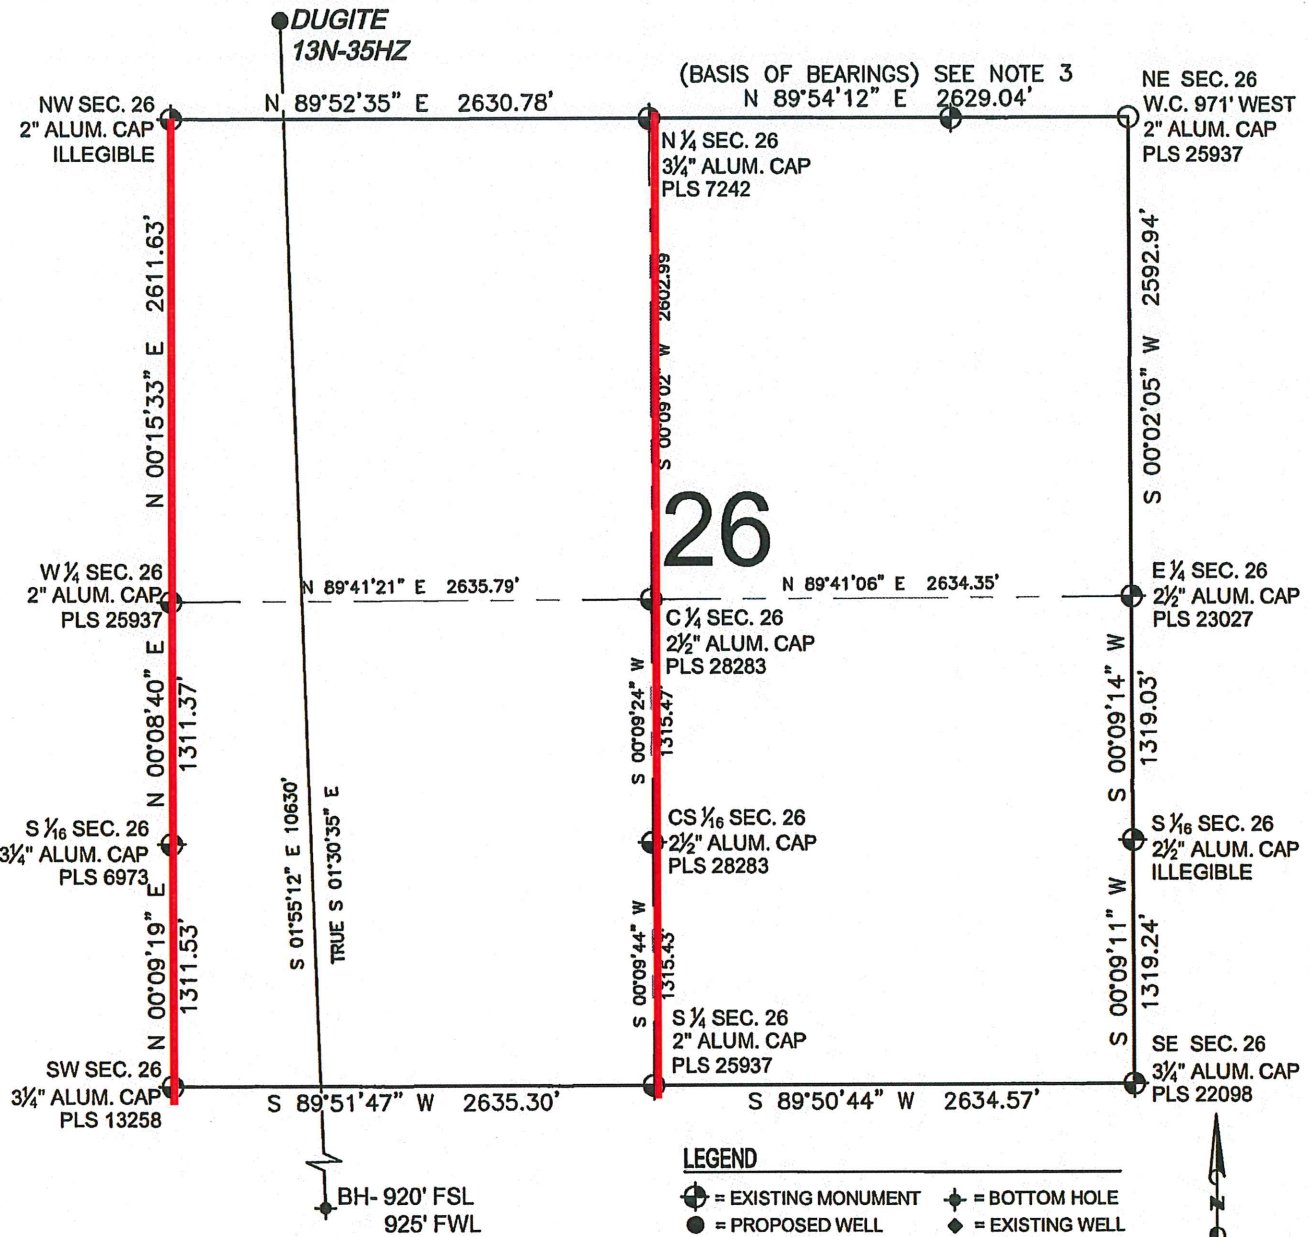 DUGITE
13N-35HZ
(BASIS OF BEARINGS) SEE NOTE 3
N 89°52'35" E 2630.78'
N 89°54'12" E 2629.04'
NW SEC. 26
2" ALUM. CAP
ILLEGIBLE
N ¼ SEC. 26
3¼" ALUM. CAP
PLS 7242
NE SEC. 26
W.C. 971' WEST
2" ALUM. CAP
PLS 25937
N 00°15'33" E 2611.63'
S 00°09'02" W 2602.99
S 00°02'05" W 2592.94'
26
W ¼ SEC. 26
2" ALUM. CAP
PLS 25937
N 89°41'21" E 2635.79'
N 89°41'06" E 2634.35'
C ¼ SEC. 26
2½" ALUM. CAP
PLS 28283
E ¼ SEC. 26
2½" ALUM. CAP
PLS 23027
N 00°08'40" E
1311.37'
S 00°09'24" W
1315.47'
S 00°09'14" W
1319.03'
S 01°55'12" E 10630'
TRUE S 01°30'35" E
S 1/16 SEC. 26
3¼" ALUM. CAP
PLS 6973
CS 1/16 SEC. 26
2½" ALUM. CAP
PLS 28283
S 1/16 SEC. 26
2½" ALUM. CAP
ILLEGIBLE
N 00°09'19" E
1311.53'
S 00°09'44" W
1315.43'
S 00°09'11" W
1319.24'
SW SEC. 26
3¼" ALUM. CAP
PLS 13258
S ¼ SEC. 26
2" ALUM. CAP
PLS 25937
SE SEC. 26
3¼" ALUM. CAP
PLS 22098
S 89°51'47" W 2635.30'
S 89°50'44" W 2634.57'
BH- 920' FSL
925' FWL
LEGEND
= EXISTING MONUMENT
= BOTTOM HOLE
= PROPOSED WELL
= EXISTING WELL
N